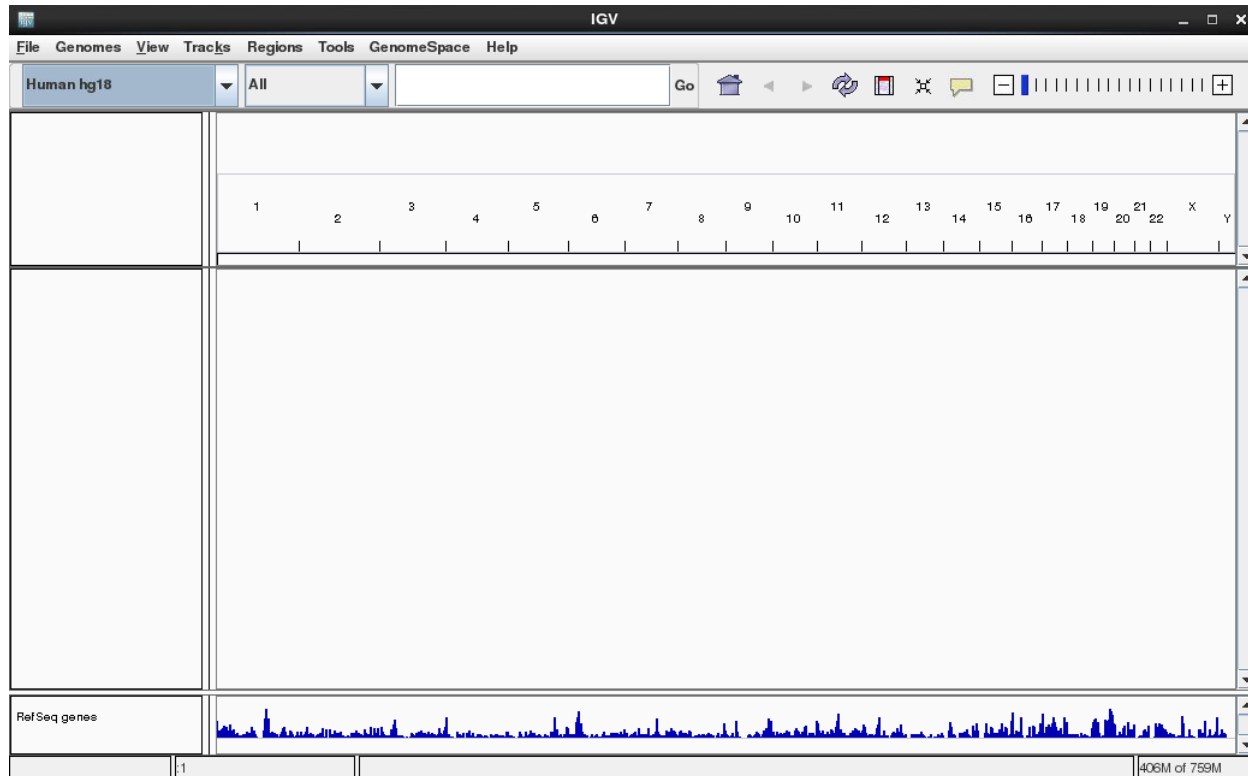 IGV
File Genomes View Tracks Regions Tools GenomeSpace Help
Human hg18 All Go
1 3 5 7 9 11 13 15 17 19 21 X
2 4 6 8 10 12 14 16 18 20 22 Y
RefSeq genes
:1 406M of 759M